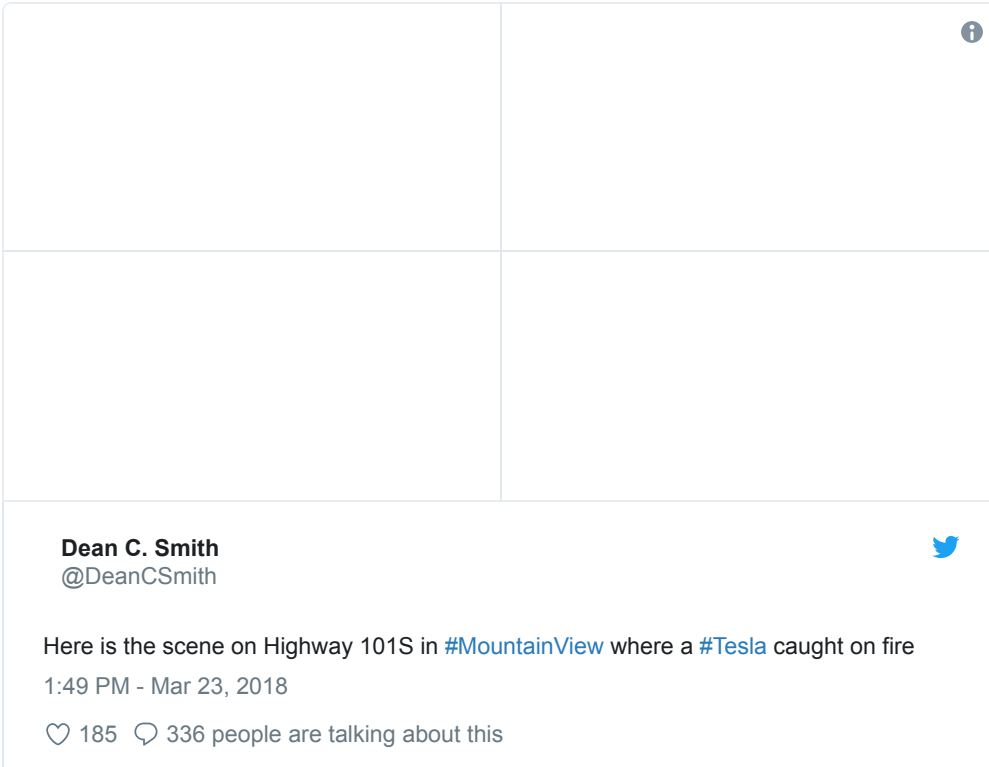 Dean C. Smith
@DeanCSmith
Here is the scene on Highway 101S in #MountainView where a #Tesla caught on fire
1:49 PM - Mar 23, 2018
185 336 people are talking about this